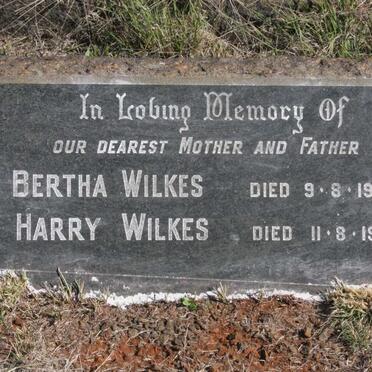 In Loving Memory Of
OUR DEAREST MOTHER AND FATHER
BERTHA WILKES DIED 9·8·19
HARRY WILKES DIED 11·8·19